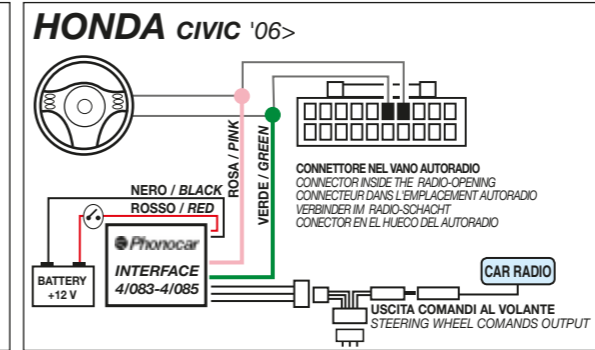 HONDA CIVIC '06>
ROSA / PINK
VERDE / GREEN
CONNETTORE NEL VANO AUTORADIO
CONNECTOR INSIDE THE RADIO-OPENING
CONNECTEUR DANS L'EMPLACEMENT AUTORADIO
VERBINDER IM RADIO-SCHACHT
CONECTOR EN EL HUECO DEL AUTORADIO
NERO / BLACK
ROSSO / RED
Phonocar
INTERFACE
4/083-4/085
BATTERY
+12 V
CAR RADIO
USCITA COMANDI AL VOLANTE
STEERING WHEEL COMANDS OUTPUT